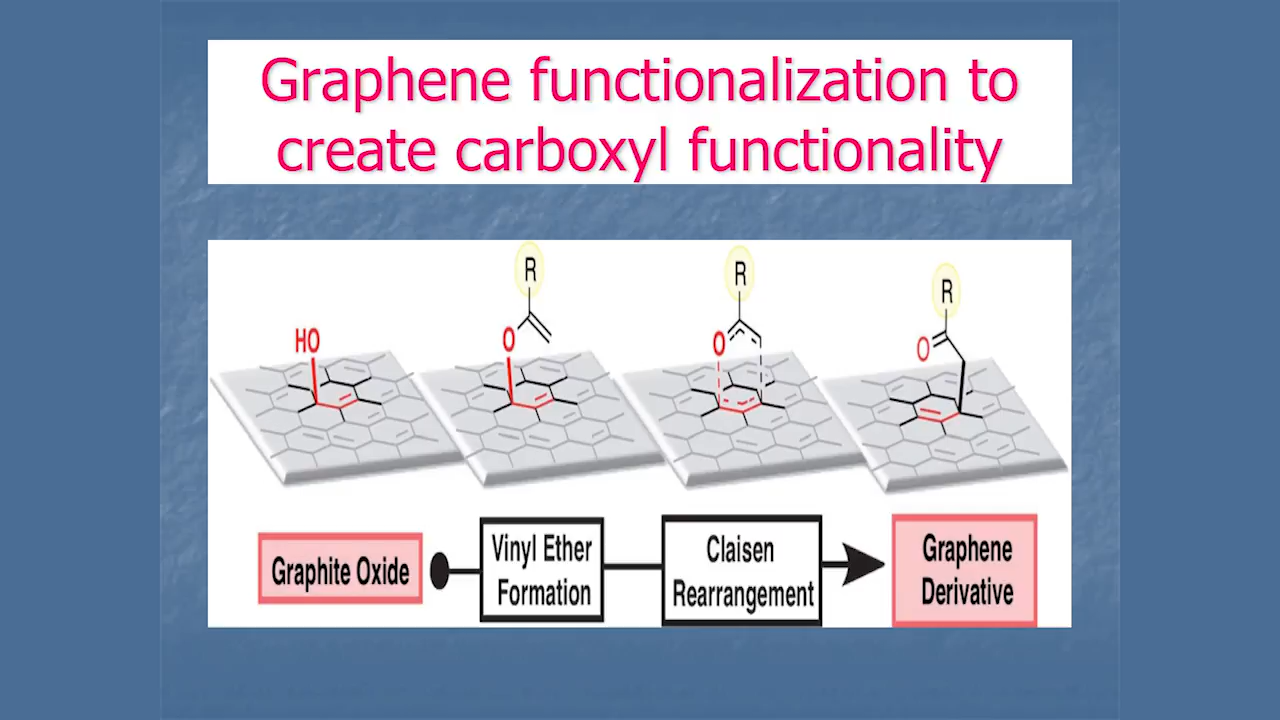 Graphene functionalization to
create carboxyl functionality
R
R
R
HO
O
O
O
Graphite Oxide
Vinyl Ether
Formation
Claisen
Rearrangement
Graphene
Derivative